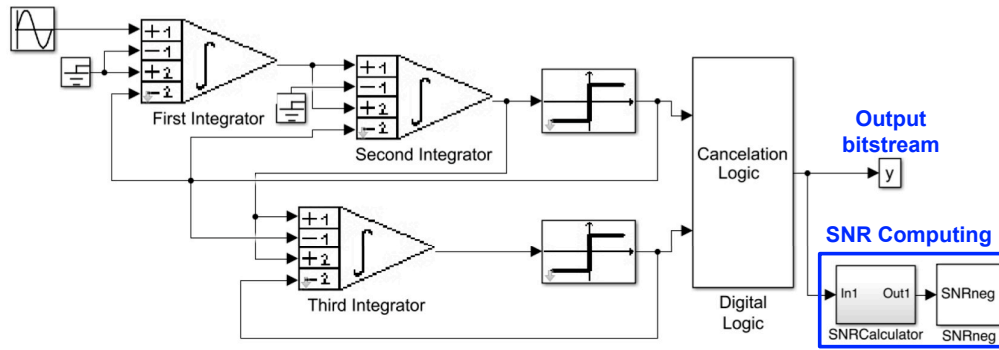 +1
−1
+2
−2
First Integrator
+1
−1
+2
−2
Second Integrator
Cancelation
Logic
Output
bitstream
y
SNR Computing
+1
−1
+2
−2
Third Integrator
Digital
Logic
In1 Out1
SNRCalculator
SNRneg
SNRneg